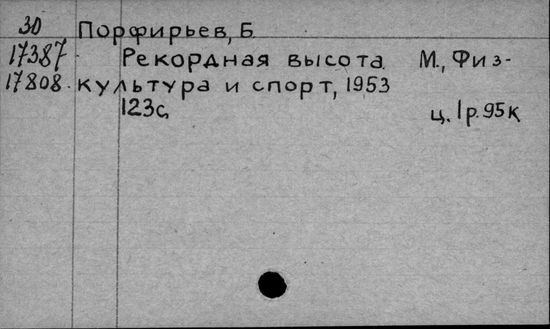 30 Порфирьев, Б.
17387 Рекордная высота. М., Физ-
17808. культура и спорт, 1953
123с. ц. 1р. 95к